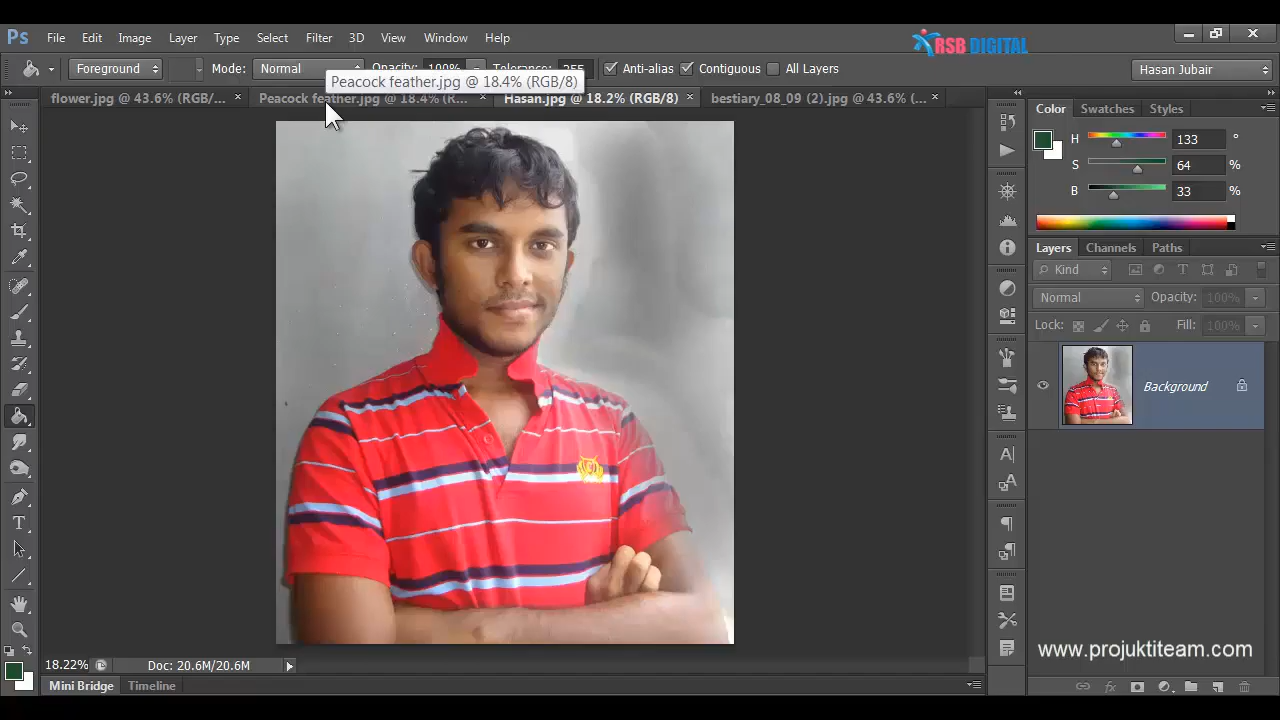 Ps File Edit Image Layer Type Select Filter 3D View Window Help
RSB DIGITAL
Foreground Mode: Normal Opacity: 100% Tolerance: 255 Anti-alias Contiguous All Layers Hasan Jubair
Peacock feather.jpg @ 18.4% (RGB/8)
flower.jpg @ 43.6% (RGB/... Peacock feather.jpg @ 18.4% (R... Hasan.jpg @ 18.2% (RGB/8) bestiary_08_09 (2).jpg @ 43.6% (...
Color Swatches Styles
H 133 °
S 64 %
B 33 %
Layers Channels Paths
Kind
Normal Opacity: 100%
Lock: Fill: 100%
Background
www.projuktiteam.com
18.22% Doc: 20.6M/20.6M
Mini Bridge Timeline